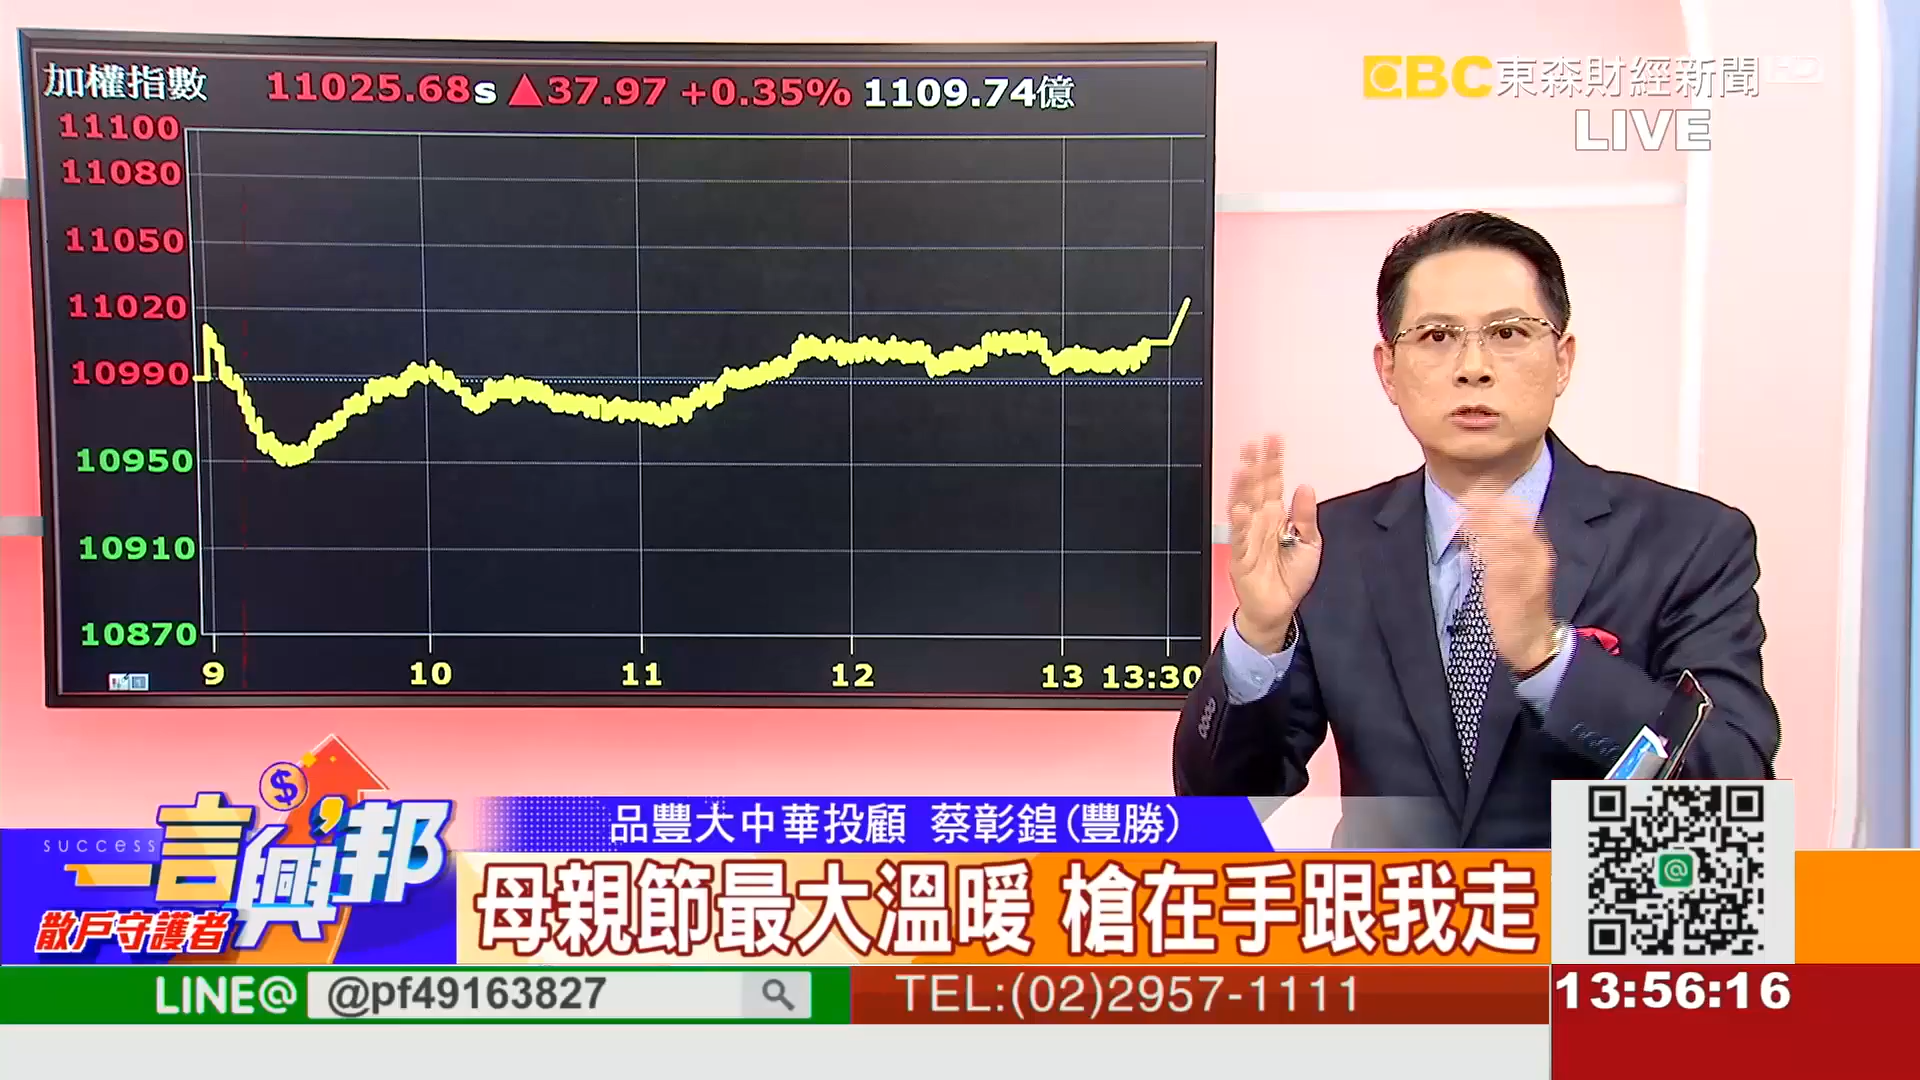 加權指數 11025.68s ▲37.97 +0.35% 1109.74億
11100
11080
11050
11020
10990
10950
10910
10870
9 10 11 12 13 13:30
EBC東森財經新聞 HD
LIVE
$
success
一言興邦
散戶守護者
品豐大中華投顧 蔡彰鍠(豐勝)
母親節最大溫暖 槍在手跟我走
LINE@ @pf49163827
TEL:(02)2957-1111
13:56:16